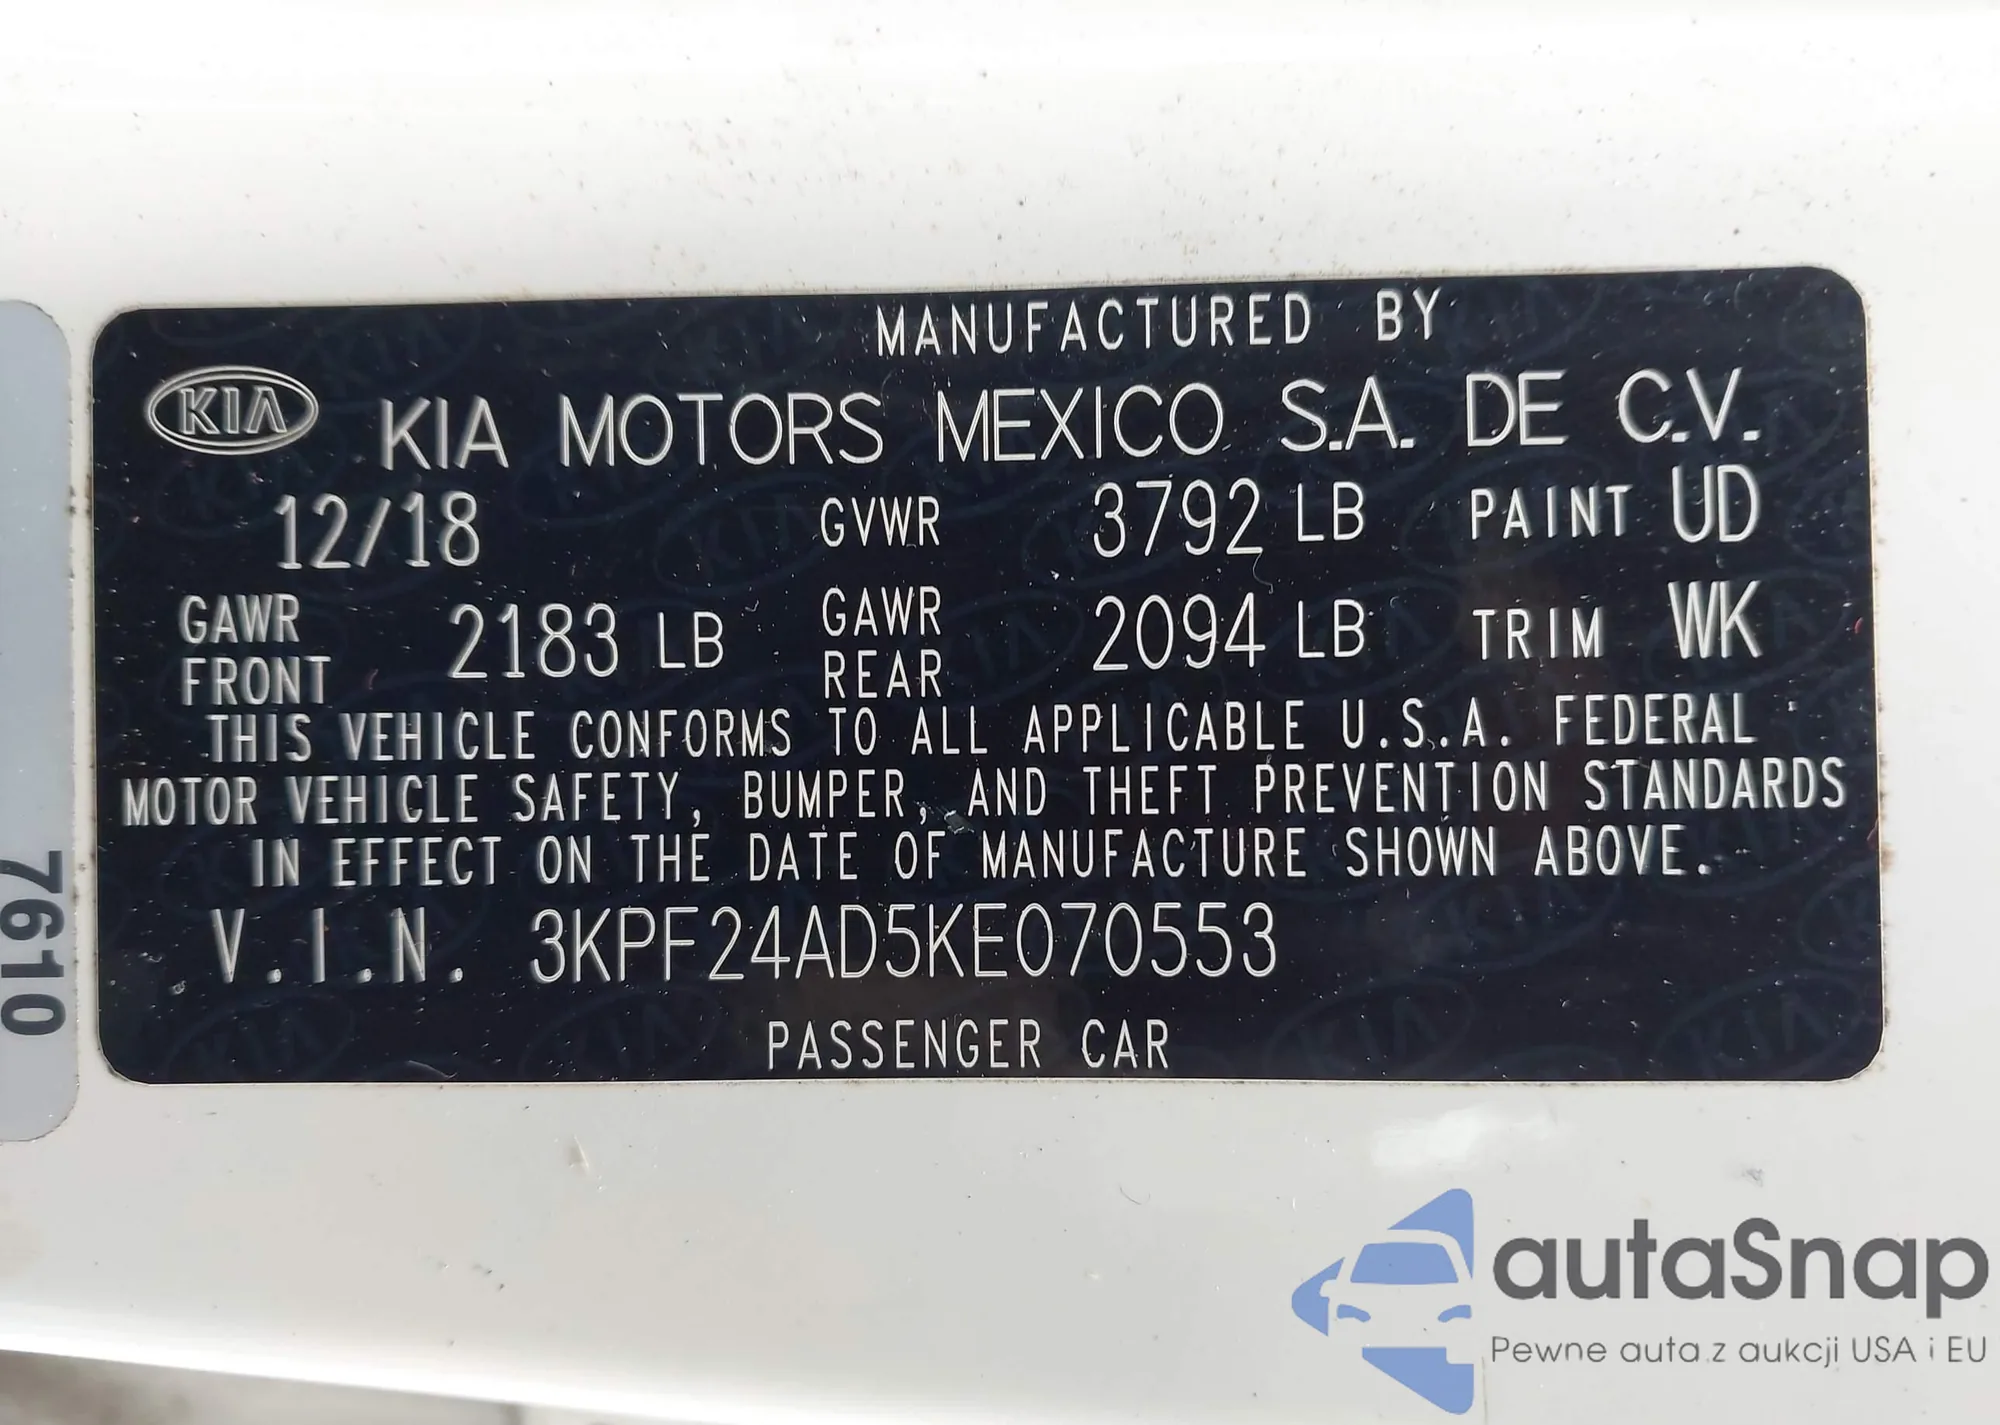 MANUFACTURED BY
KIA KIA MOTORS MEXICO S.A. DE C.V.
12/18 GVWR 3792 LB PAINT UD
GAWR FRONT 2183 LB GAWR REAR 2094 LB TRIM WK
THIS VEHICLE CONFORMS TO ALL APPLICABLE U.S.A. FEDERAL
MOTOR VEHICLE SAFETY, BUMPER, AND THEFT PREVENTION STANDARDS
IN EFFECT ON THE DATE OF MANUFACTURE SHOWN ABOVE.
V.I.N. 3KPF24AD5KE070553
PASSENGER CAR
7610
autaSnap
Pewne auta z aukcji USA i EU